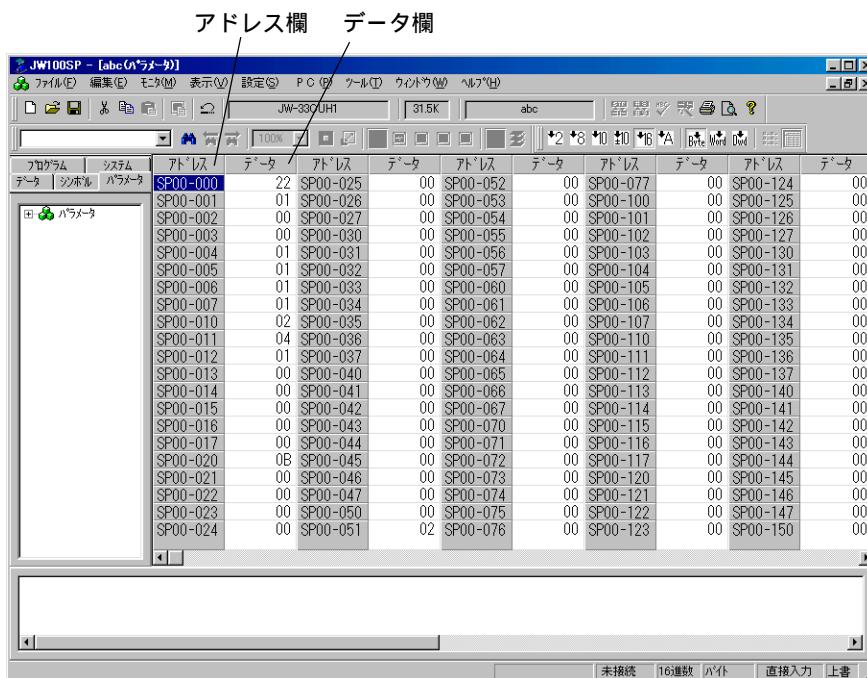 アドレス欄 データ欄
JW100SP - [abc(パラメータ)]
ファイル(F) 編集(E) モニタ(M) 表示(V) 設定(S) PC(P) ツール(T) ウィンドウ(W) ヘルプ(H)
JW-33CUH1 31.5K abc
100% 2 8 10 ±10 16 A Byte Word Dwd
プログラム システム
データ シンボル パラメータ
パラメータ
アドレス データ アドレス データ アドレス データ アドレス データ アドレス データ
SP00-000 22 SP00-025 00 SP00-052 00 SP00-077 00 SP00-124 00
SP00-001 01 SP00-026 00 SP00-053 00 SP00-100 00 SP00-125 00
SP00-002 00 SP00-027 00 SP00-054 00 SP00-101 00 SP00-126 00
SP00-003 00 SP00-030 00 SP00-055 00 SP00-102 00 SP00-127 00
SP00-004 01 SP00-031 00 SP00-056 00 SP00-103 00 SP00-130 00
SP00-005 01 SP00-032 00 SP00-057 00 SP00-104 00 SP00-131 00
SP00-006 01 SP00-033 00 SP00-060 00 SP00-105 00 SP00-132 00
SP00-007 01 SP00-034 00 SP00-061 00 SP00-106 00 SP00-133 00
SP00-010 02 SP00-035 00 SP00-062 00 SP00-107 00 SP00-134 00
SP00-011 04 SP00-036 00 SP00-063 00 SP00-110 00 SP00-135 00
SP00-012 01 SP00-037 00 SP00-064 00 SP00-111 00 SP00-136 00
SP00-013 00 SP00-040 00 SP00-065 00 SP00-112 00 SP00-137 00
SP00-014 00 SP00-041 00 SP00-066 00 SP00-113 00 SP00-140 00
SP00-015 00 SP00-042 00 SP00-067 00 SP00-114 00 SP00-141 00
SP00-016 00 SP00-043 00 SP00-070 00 SP00-115 00 SP00-142 00
SP00-017 00 SP00-044 00 SP00-071 00 SP00-116 00 SP00-143 00
SP00-020 0B SP00-045 00 SP00-072 00 SP00-117 00 SP00-144 00
SP00-021 00 SP00-046 00 SP00-073 00 SP00-120 00 SP00-145 00
SP00-022 00 SP00-047 00 SP00-074 00 SP00-121 00 SP00-146 00
SP00-023 00 SP00-050 00 SP00-075 00 SP00-122 00 SP00-147 00
SP00-024 00 SP00-051 02 SP00-076 00 SP00-123 00 SP00-150 00
未接続 16進数 バイト 直接入力 上書